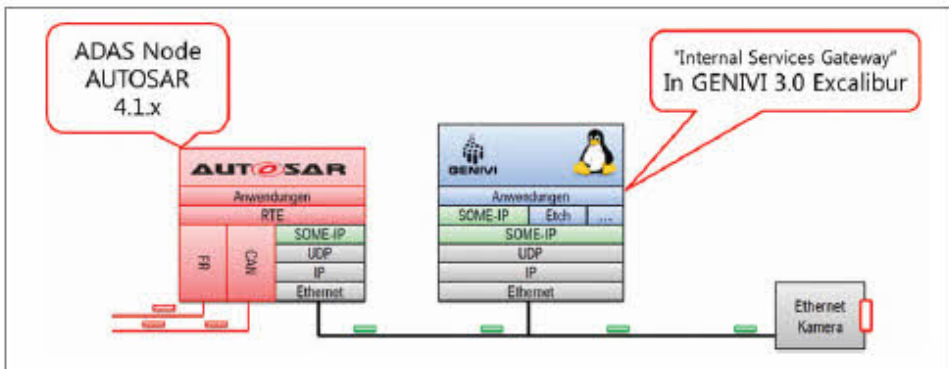 ADAS Node
AUTOSAR
4.1.x
"Internal Services Gateway"
In GENIVI 3.0 Excalibur
AUTOSAR
Anwendungen
RTE
FR
CAN
SOME-IP
UDP
IP
Ethernet
GENIVI
Anwendungen
SOME-IP
Etch
...
SOME-IP
UDP
IP
Ethernet
Ethernet
Kamera